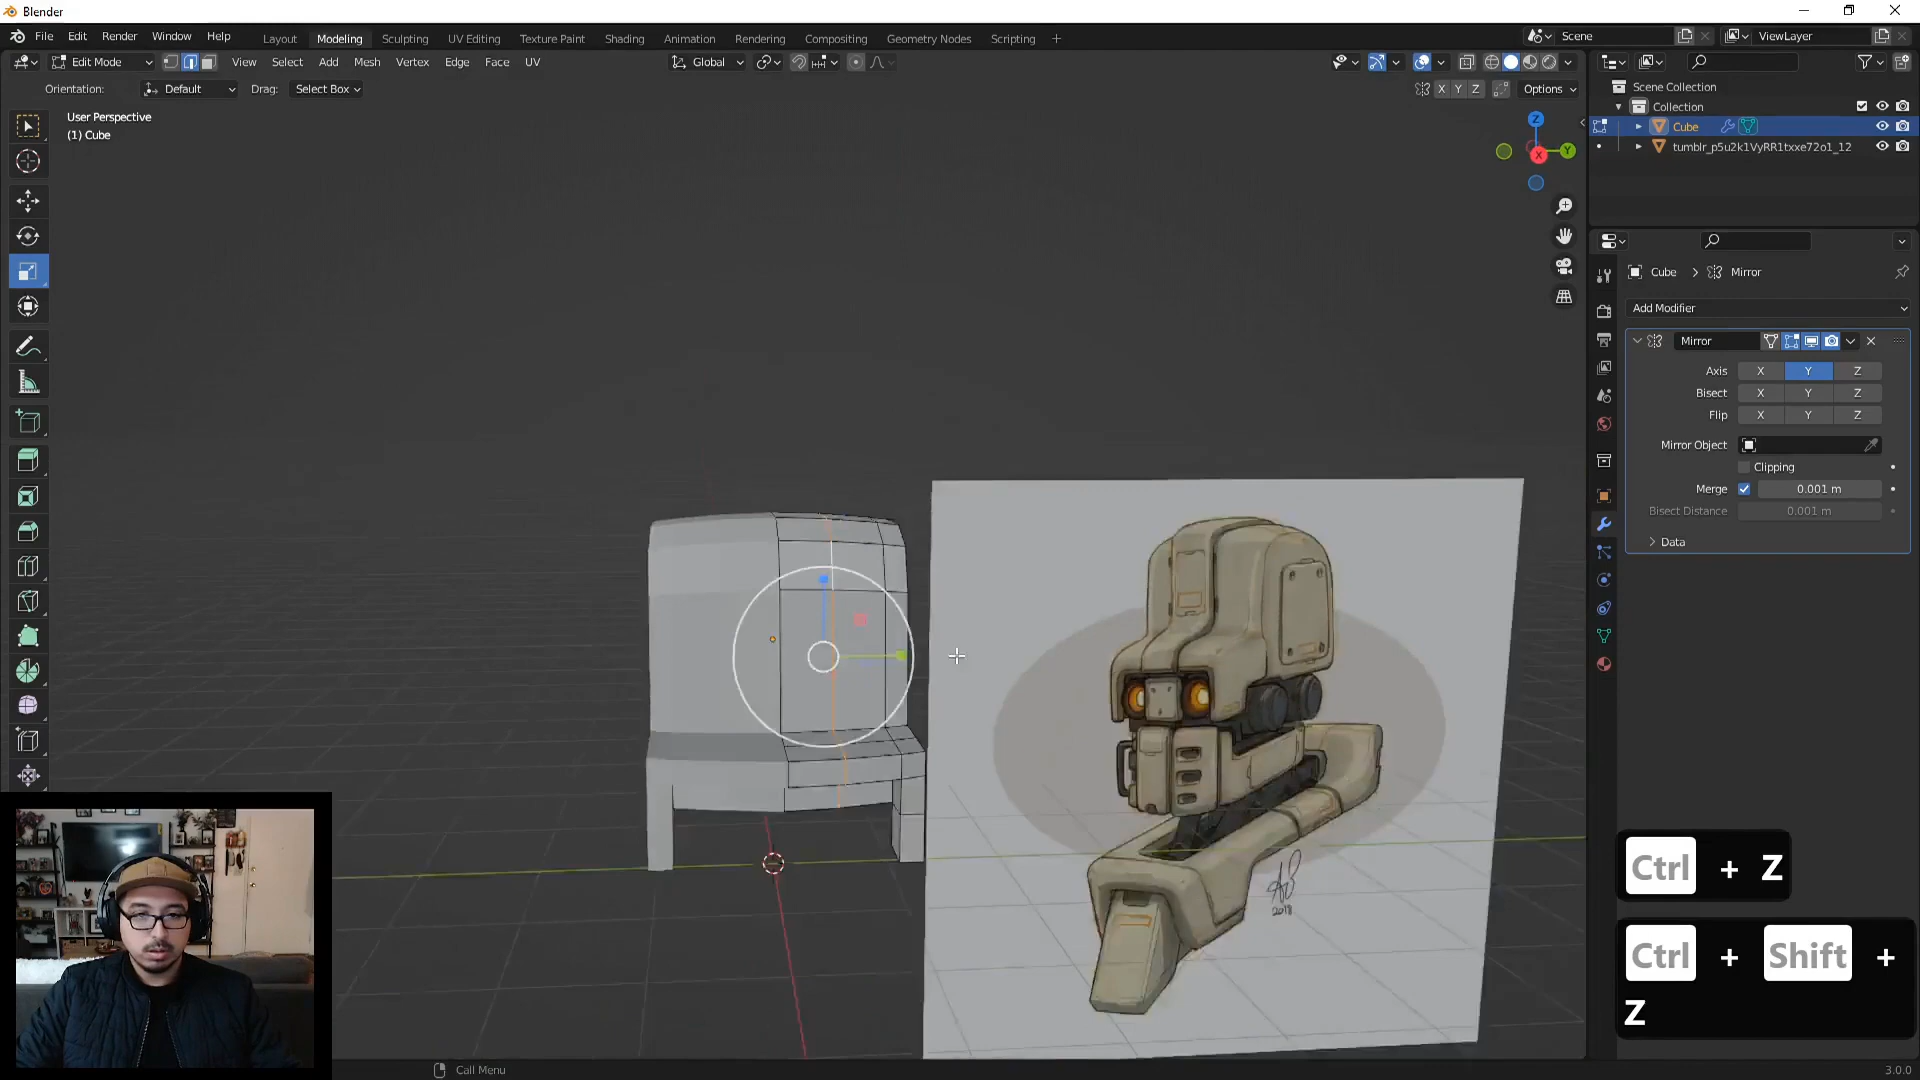 Blender
File Edit Render Window Help
Layout Modeling Sculpting UV Editing Texture Paint Shading Animation Rendering Compositing Geometry Nodes Scripting +
Scene
ViewLayer
Edit Mode
View Select Add Mesh Vertex Edge Face UV
Global
Orientation: Default Drag: Select Box
X Y Z
Options
User Perspective
(1) Cube
Z
Y
X
Scene Collection
Collection
Cube
tumblr_p5u2k1VyRR1txxe72o1_12
Cube > Mirror
Add Modifier
Mirror
Axis X Y Z
Bisect X Y Z
Flip X Y Z
Mirror Object
Clipping
Merge 0.001 m
Bisect Distance 0.001 m
Data
2018
Ctrl + Z
Ctrl + Shift +
Z
Call Menu
3.0.0